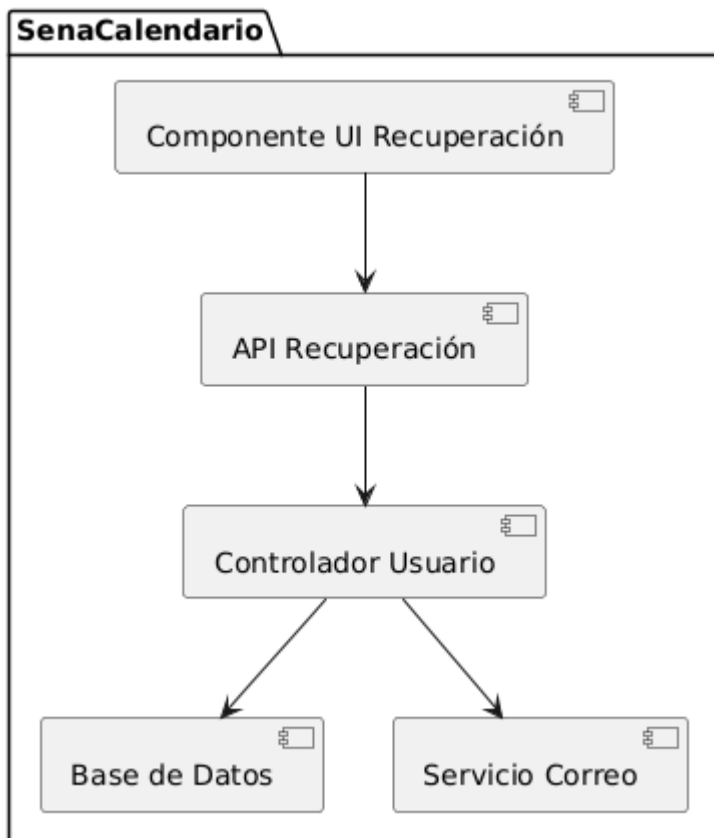 SenaCalendario
Componente UI Recuperación
API Recuperación
Controlador Usuario
Base de Datos
Servicio Correo